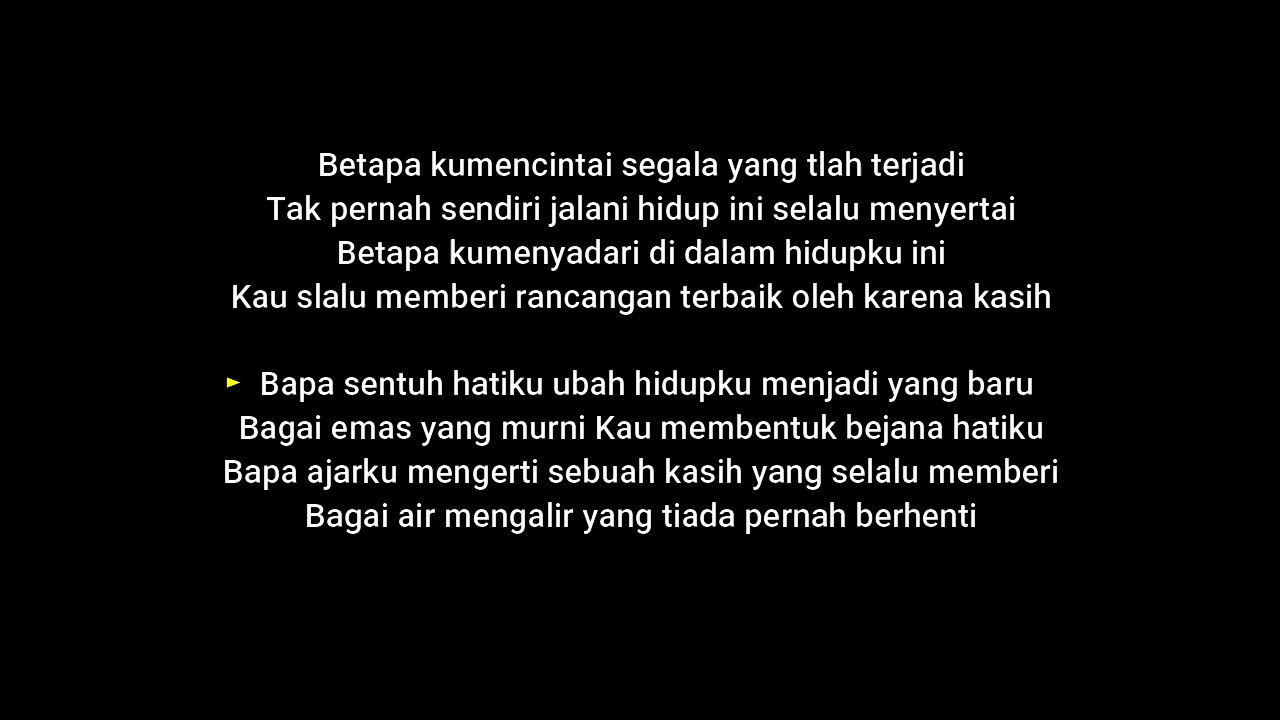 Betapa kumencintai segala yang tlah terjadi
Tak pernah sendiri jalani hidup ini selalu menyertai
Betapa kumenyadari di dalam hidupku ini
Kau slalu memberi rancangan terbaik oleh karena kasih
► Bapa sentuh hatiku ubah hidupku menjadi yang baru
Bagai emas yang murni Kau membentuk bejana hatiku
Bapa ajarku mengerti sebuah kasih yang selalu memberi
Bagai air mengalir yang tiada pernah berhenti